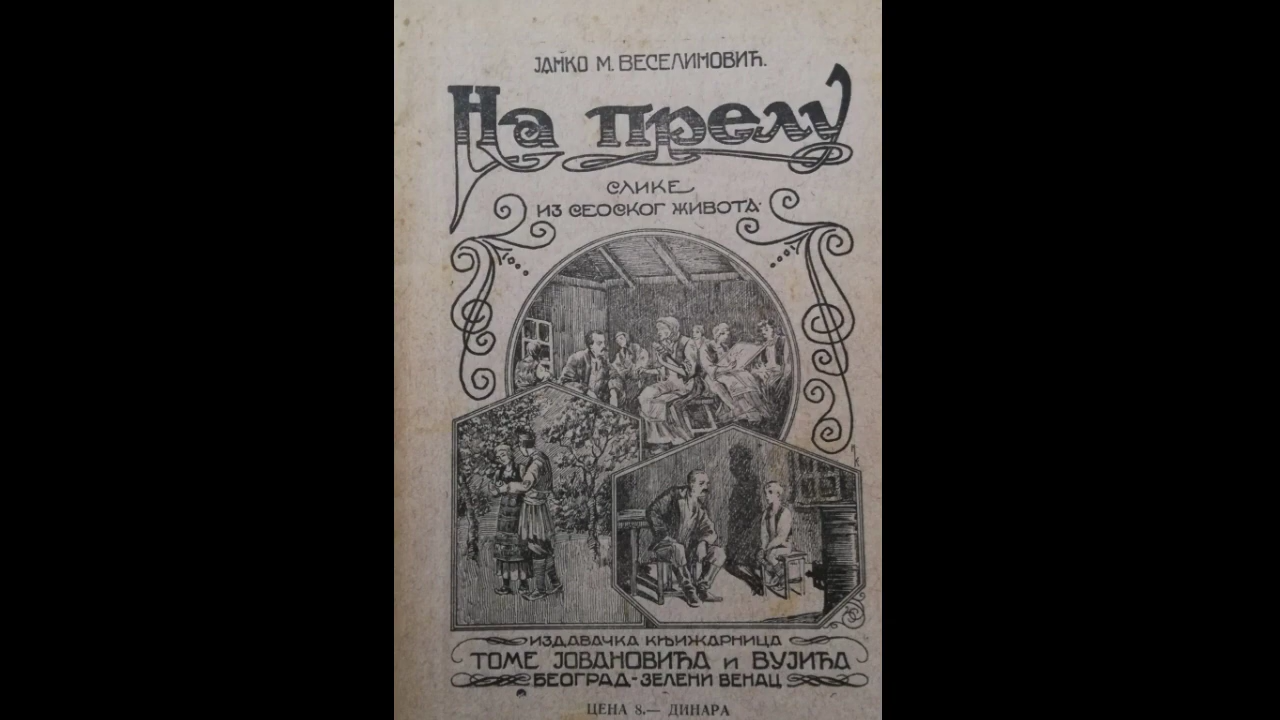 ЈАНКО М. ВЕСЕЛИНОВИЋ.
На прелу
СЛИКЕ
ИЗ СЕОСКОГ ЖИВОТА
ИЗДАВАЧКА КЊИЖАРНИЦА
ТОМЕ ЈОВАНОВИЋА И ВУЈИЋА
БЕОГРАД-ЗЕЛЕНИ ВЕНАЦ
ЦЕНА 8.— ДИНАРА